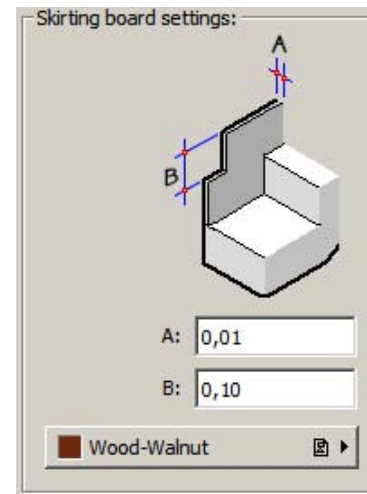 Skirting board settings:
A
B
A: 0,01
B: 0,10
Wood-Walnut